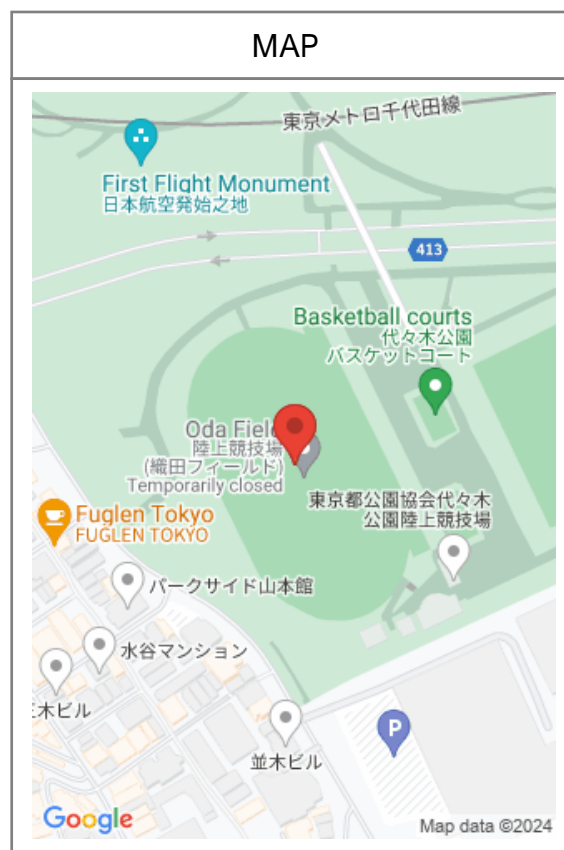 MAP
東京メトロ千代田線
First Flight Monument
日本航空発始之地
413
Basketball courts
代々木公園
バスケットコート
Oda Field
陸上競技場
(織田フィールド)
Temporarily closed
東京都公園協会代々木
公園陸上競技場
Fuglen Tokyo
FUGLEN TOKYO
パークサイド山本館
水谷マンション
木ビル
並木ビル
P
Google
Map data ©2024